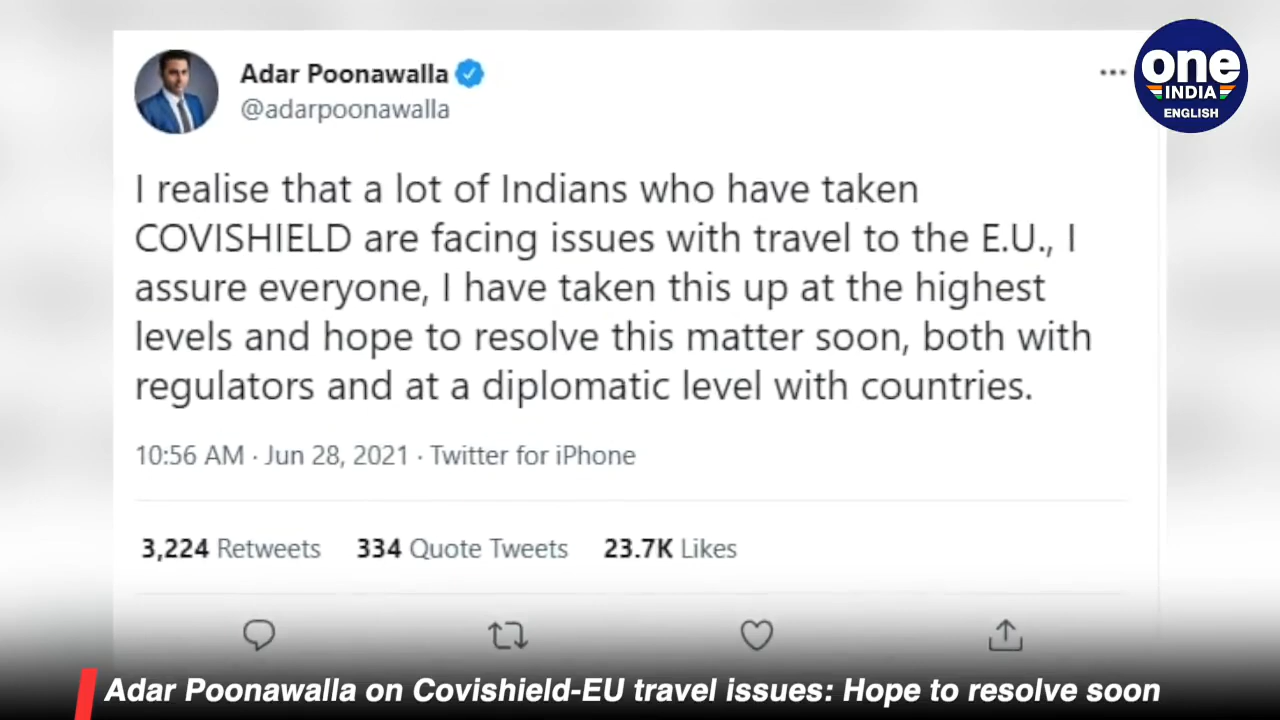 Adar Poonawalla
@adarpoonawalla
one
INDIA
ENGLISH
I realise that a lot of Indians who have taken
COVISHIELD are facing issues with travel to the E.U., I
assure everyone, I have taken this up at the highest
levels and hope to resolve this matter soon, both with
regulators and at a diplomatic level with countries.
10:56 AM · Jun 28, 2021 · Twitter for iPhone
3,224 Retweets 334 Quote Tweets 23.7K Likes
Adar Poonawalla on Covishield-EU travel issues: Hope to resolve soon